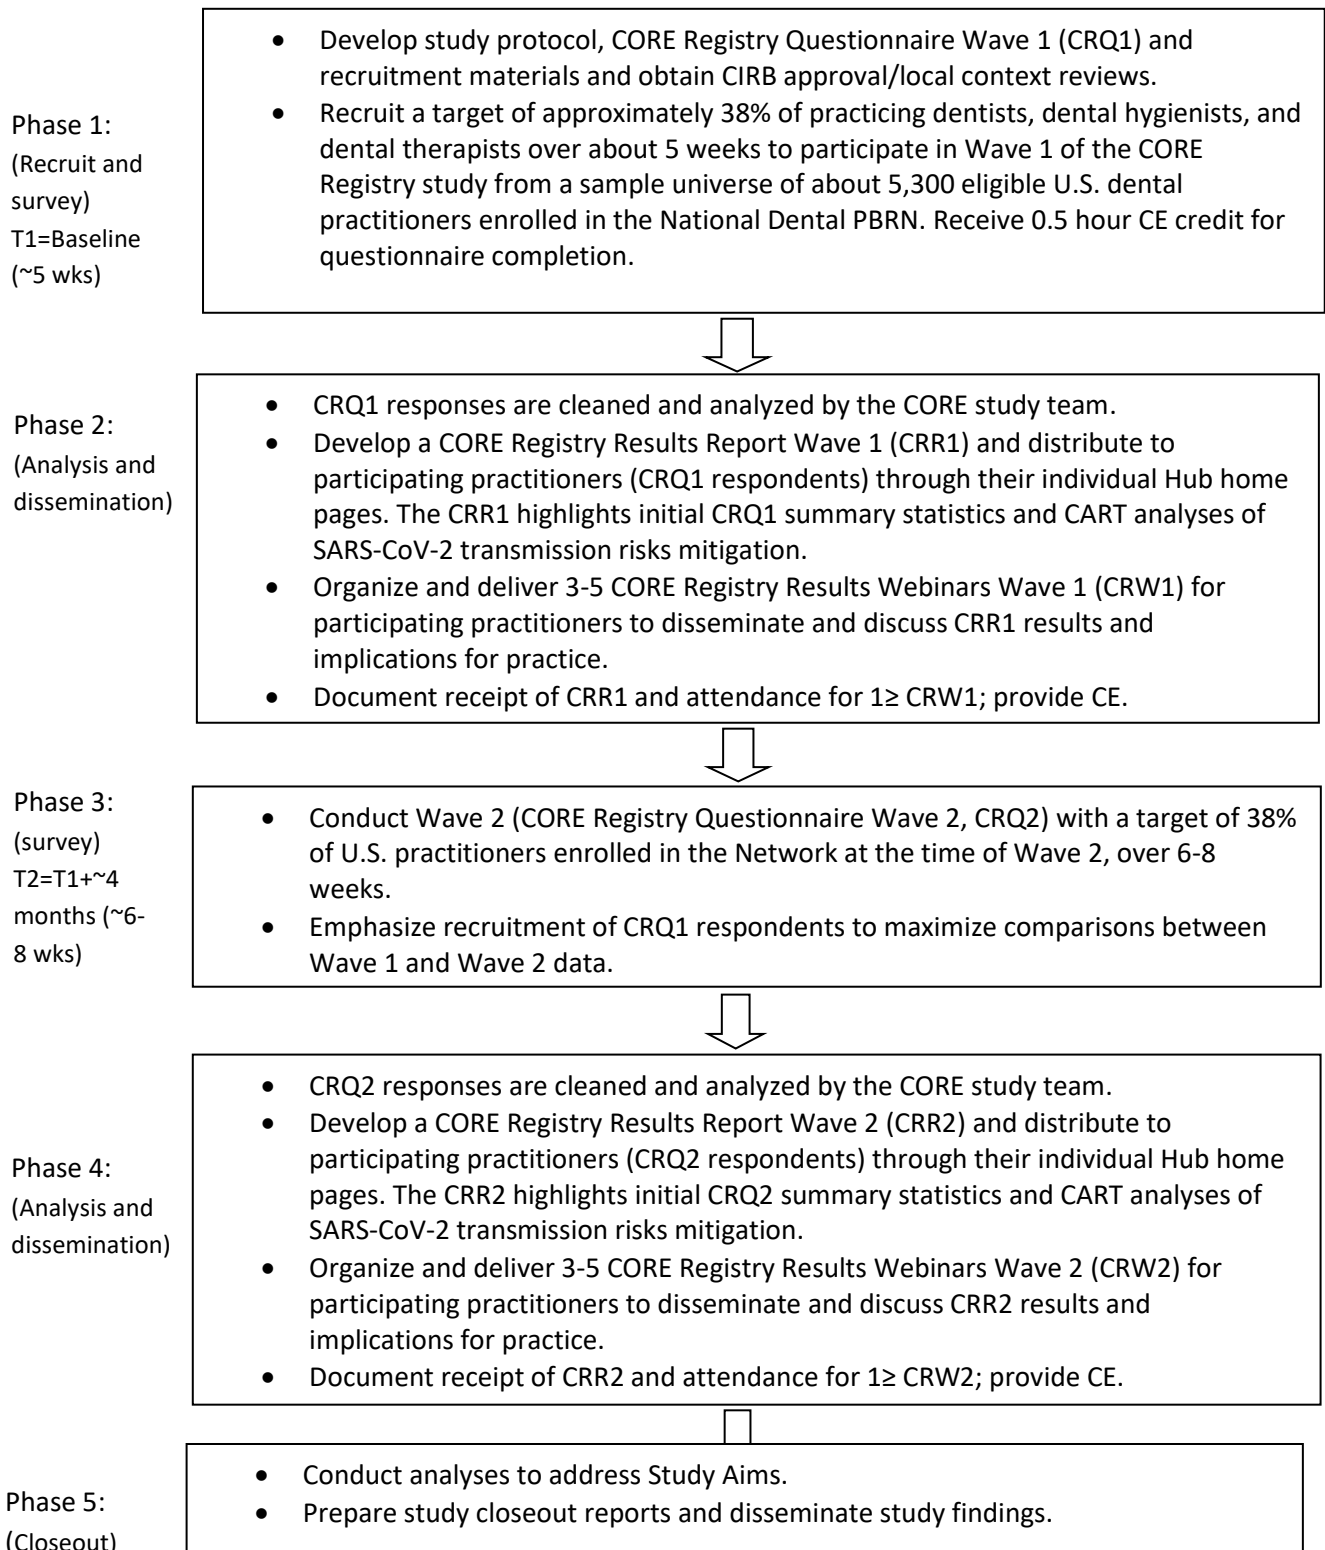 Phase 1:
(Recruit and
survey)
T1=Baseline
(~5 wks)
• Develop study protocol, CORE Registry Questionnaire Wave 1 (CRQ1) and
recruitment materials and obtain CIRB approval/local context reviews.
• Recruit a target of approximately 38% of practicing dentists, dental hygienists, and
dental therapists over about 5 weeks to participate in Wave 1 of the CORE
Registry study from a sample universe of about 5,300 eligible U.S. dental
practitioners enrolled in the National Dental PBRN. Receive 0.5 hour CE credit for
questionnaire completion.
Phase 2:
(Analysis and
dissemination)
• CRQ1 responses are cleaned and analyzed by the CORE study team.
• Develop a CORE Registry Results Report Wave 1 (CRR1) and distribute to
participating practitioners (CRQ1 respondents) through their individual Hub home
pages. The CRR1 highlights initial CRQ1 summary statistics and CART analyses of
SARS-CoV-2 transmission risks mitigation.
• Organize and deliver 3-5 CORE Registry Results Webinars Wave 1 (CRW1) for
participating practitioners to disseminate and discuss CRR1 results and
implications for practice.
• Document receipt of CRR1 and attendance for 1≥ CRW1; provide CE.
Phase 3:
(survey)
T2=T1+~4
months (~6-
8 wks)
• Conduct Wave 2 (CORE Registry Questionnaire Wave 2, CRQ2) with a target of 38%
of U.S. practitioners enrolled in the Network at the time of Wave 2, over 6-8
weeks.
• Emphasize recruitment of CRQ1 respondents to maximize comparisons between
Wave 1 and Wave 2 data.
Phase 4:
(Analysis and
dissemination)
• CRQ2 responses are cleaned and analyzed by the CORE study team.
• Develop a CORE Registry Results Report Wave 2 (CRR2) and distribute to
participating practitioners (CRQ2 respondents) through their individual Hub home
pages. The CRR2 highlights initial CRQ2 summary statistics and CART analyses of
SARS-CoV-2 transmission risks mitigation.
• Organize and deliver 3-5 CORE Registry Results Webinars Wave 2 (CRW2) for
participating practitioners to disseminate and discuss CRR2 results and
implications for practice.
• Document receipt of CRR2 and attendance for 1≥ CRW2; provide CE.
Phase 5:
(Closeout)
• Conduct analyses to address Study Aims.
• Prepare study closeout reports and disseminate study findings.